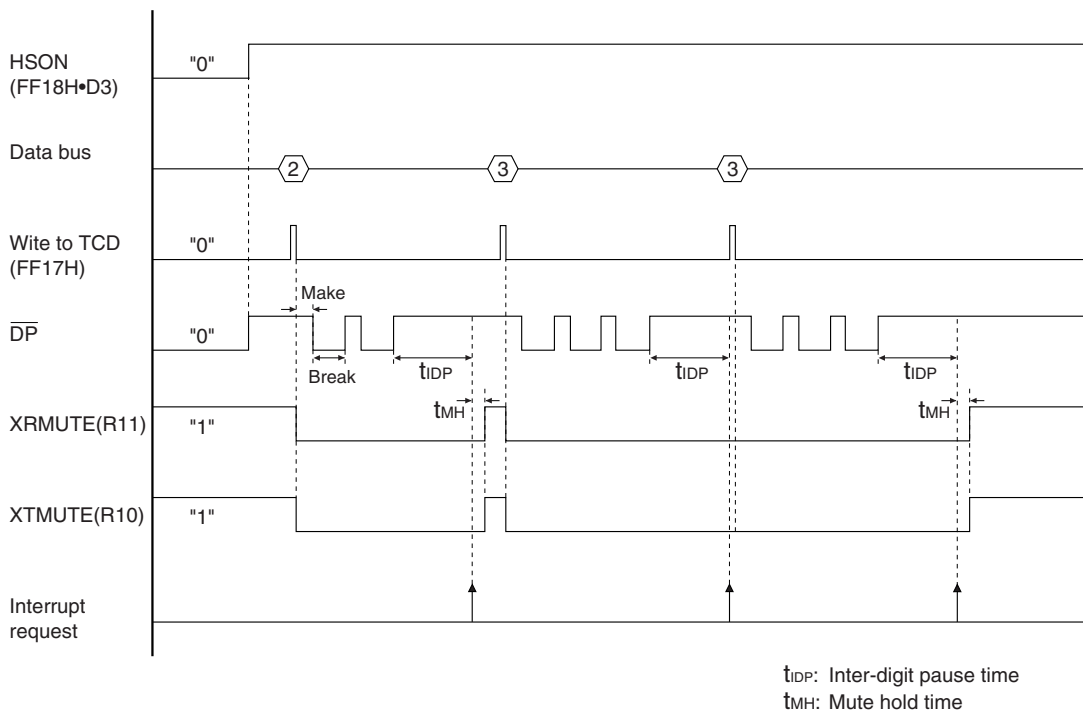 HSON
(FF18H•D3)
"0"
Data bus
2
3
3
Wite to TCD
(FF17H)
"0"
Make
DP
"0"
Break
tIDP
tIDP
tIDP
tMH
tMH
XRMUTE(R11)
"1"
XTMUTE(R10)
"1"
Interrupt
request
tIDP: Inter-digit pause time
tMH: Mute hold time